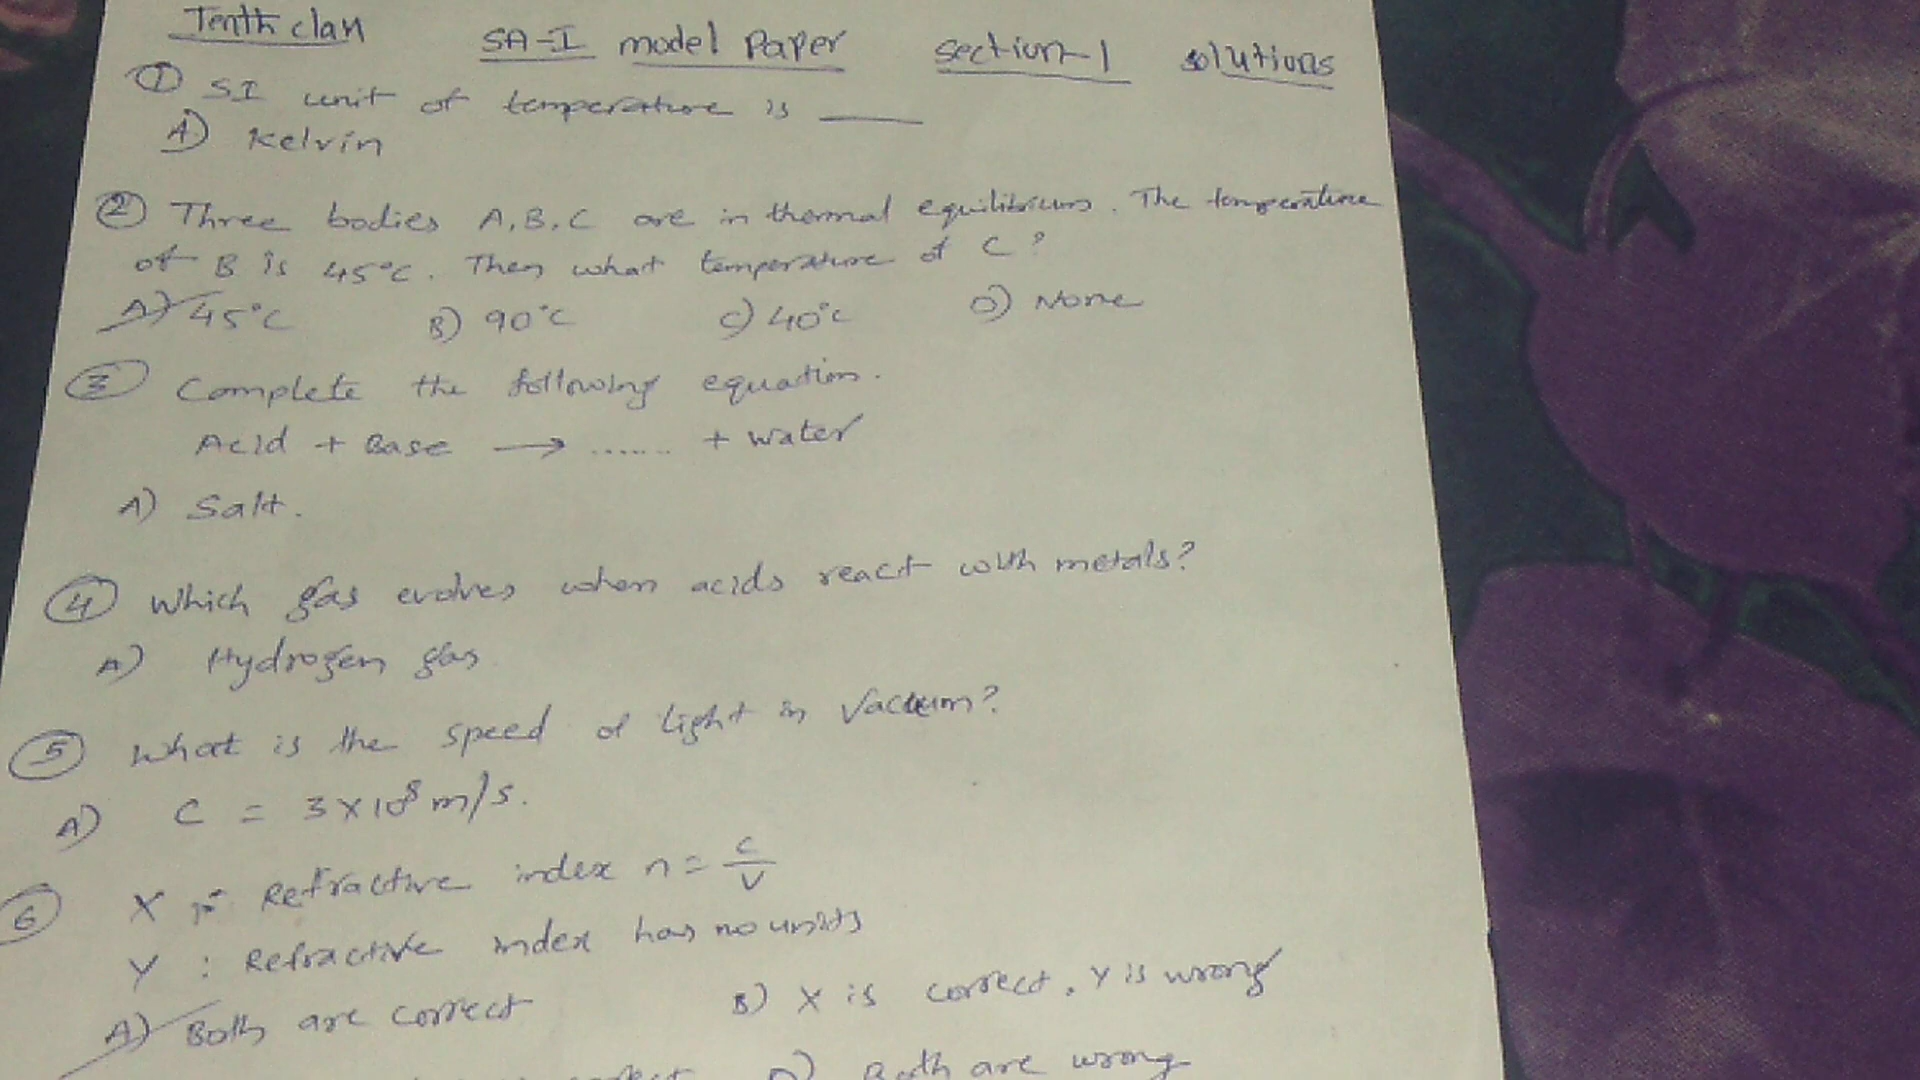 Tenth class SA-I model Paper section-1 solutions
① SI unit of temperature is ____
A) Kelvin
② Three bodies A, B, C are in thermal equilibrium. The temperature
of B is 45°C. Then what temperature of C?
A) 45°C B) 90°C C) 40°C D) None
③ Complete the following equation.
Acid + Base → ...... + water
A) Salt.
④ Which gas evolves when acids react with metals?
A) Hydrogen gas
⑤ What is the speed of light in Vacuum?
A) C = 3 × 10⁸ m/s.
⑥ X : Refractive index n = c/v
Y : Refractive index has no units
A) Both are correct B) X is correct, Y is wrong
D) Both are wrong